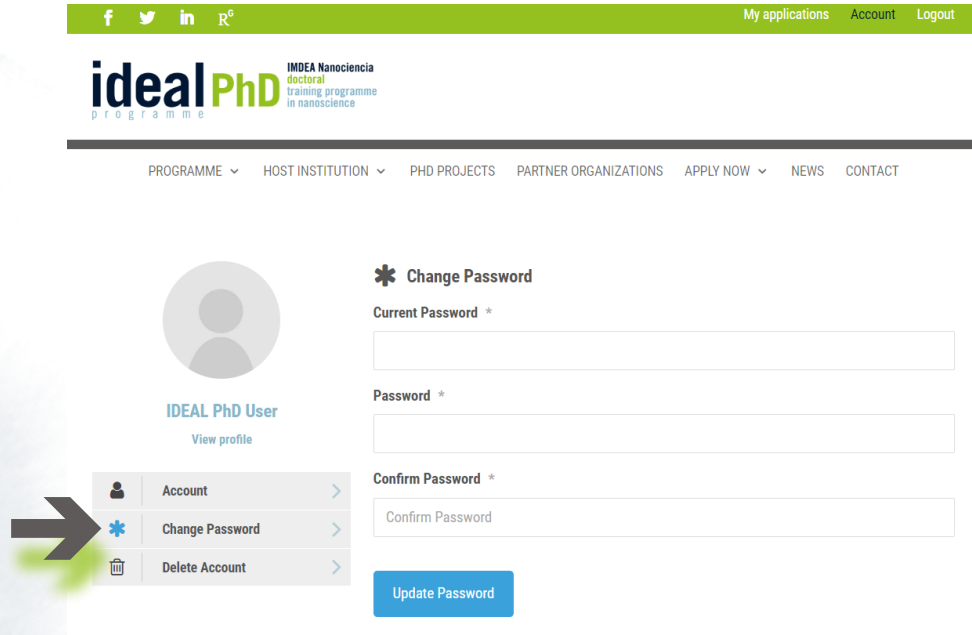 My applications Account Logout
ideal PhD
programme
IMDEA Nanociencia
doctoral
training programme
in nanoscience
PROGRAMME HOST INSTITUTION PHD PROJECTS PARTNER ORGANIZATIONS APPLY NOW NEWS CONTACT
IDEAL PhD User
View profile
Account
Change Password
Delete Account
Change Password
Current Password *
Password *
Confirm Password *
Confirm Password
Update Password